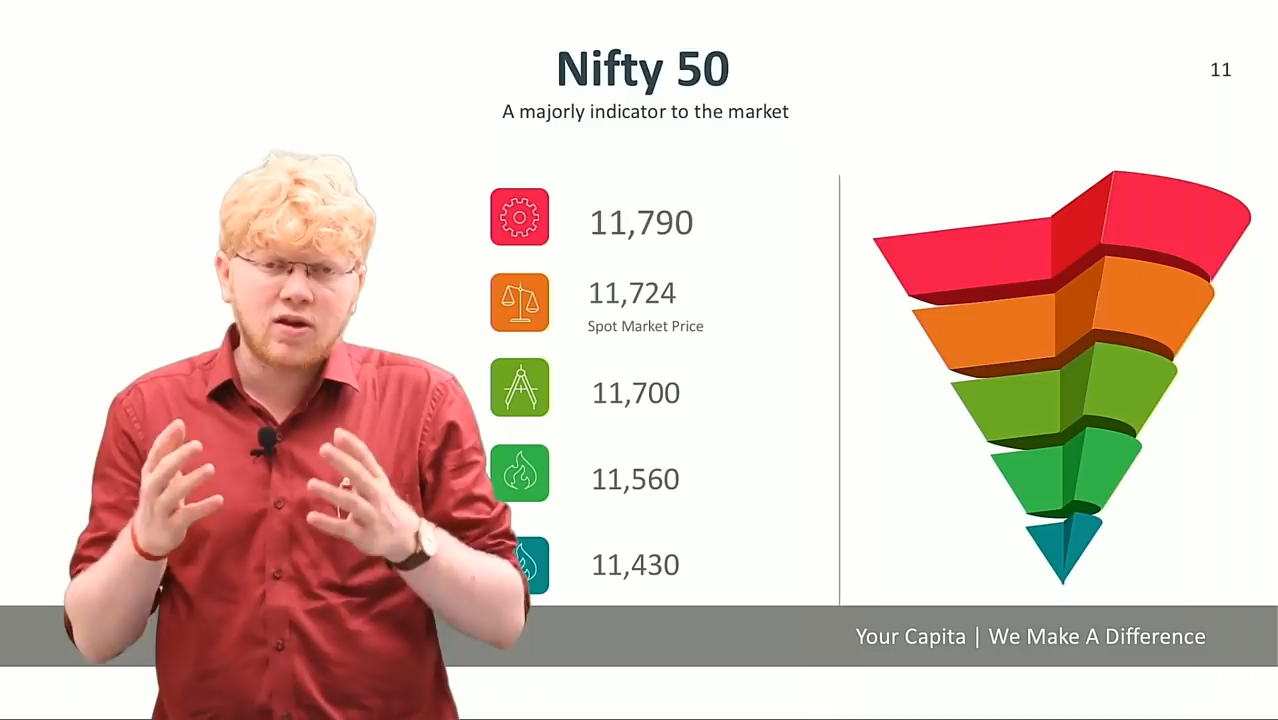 Nifty 50
11
A majorly indicator to the market
11,790
11,724
Spot Market Price
11,700
11,560
11,430
Your Capita | We Make A Difference